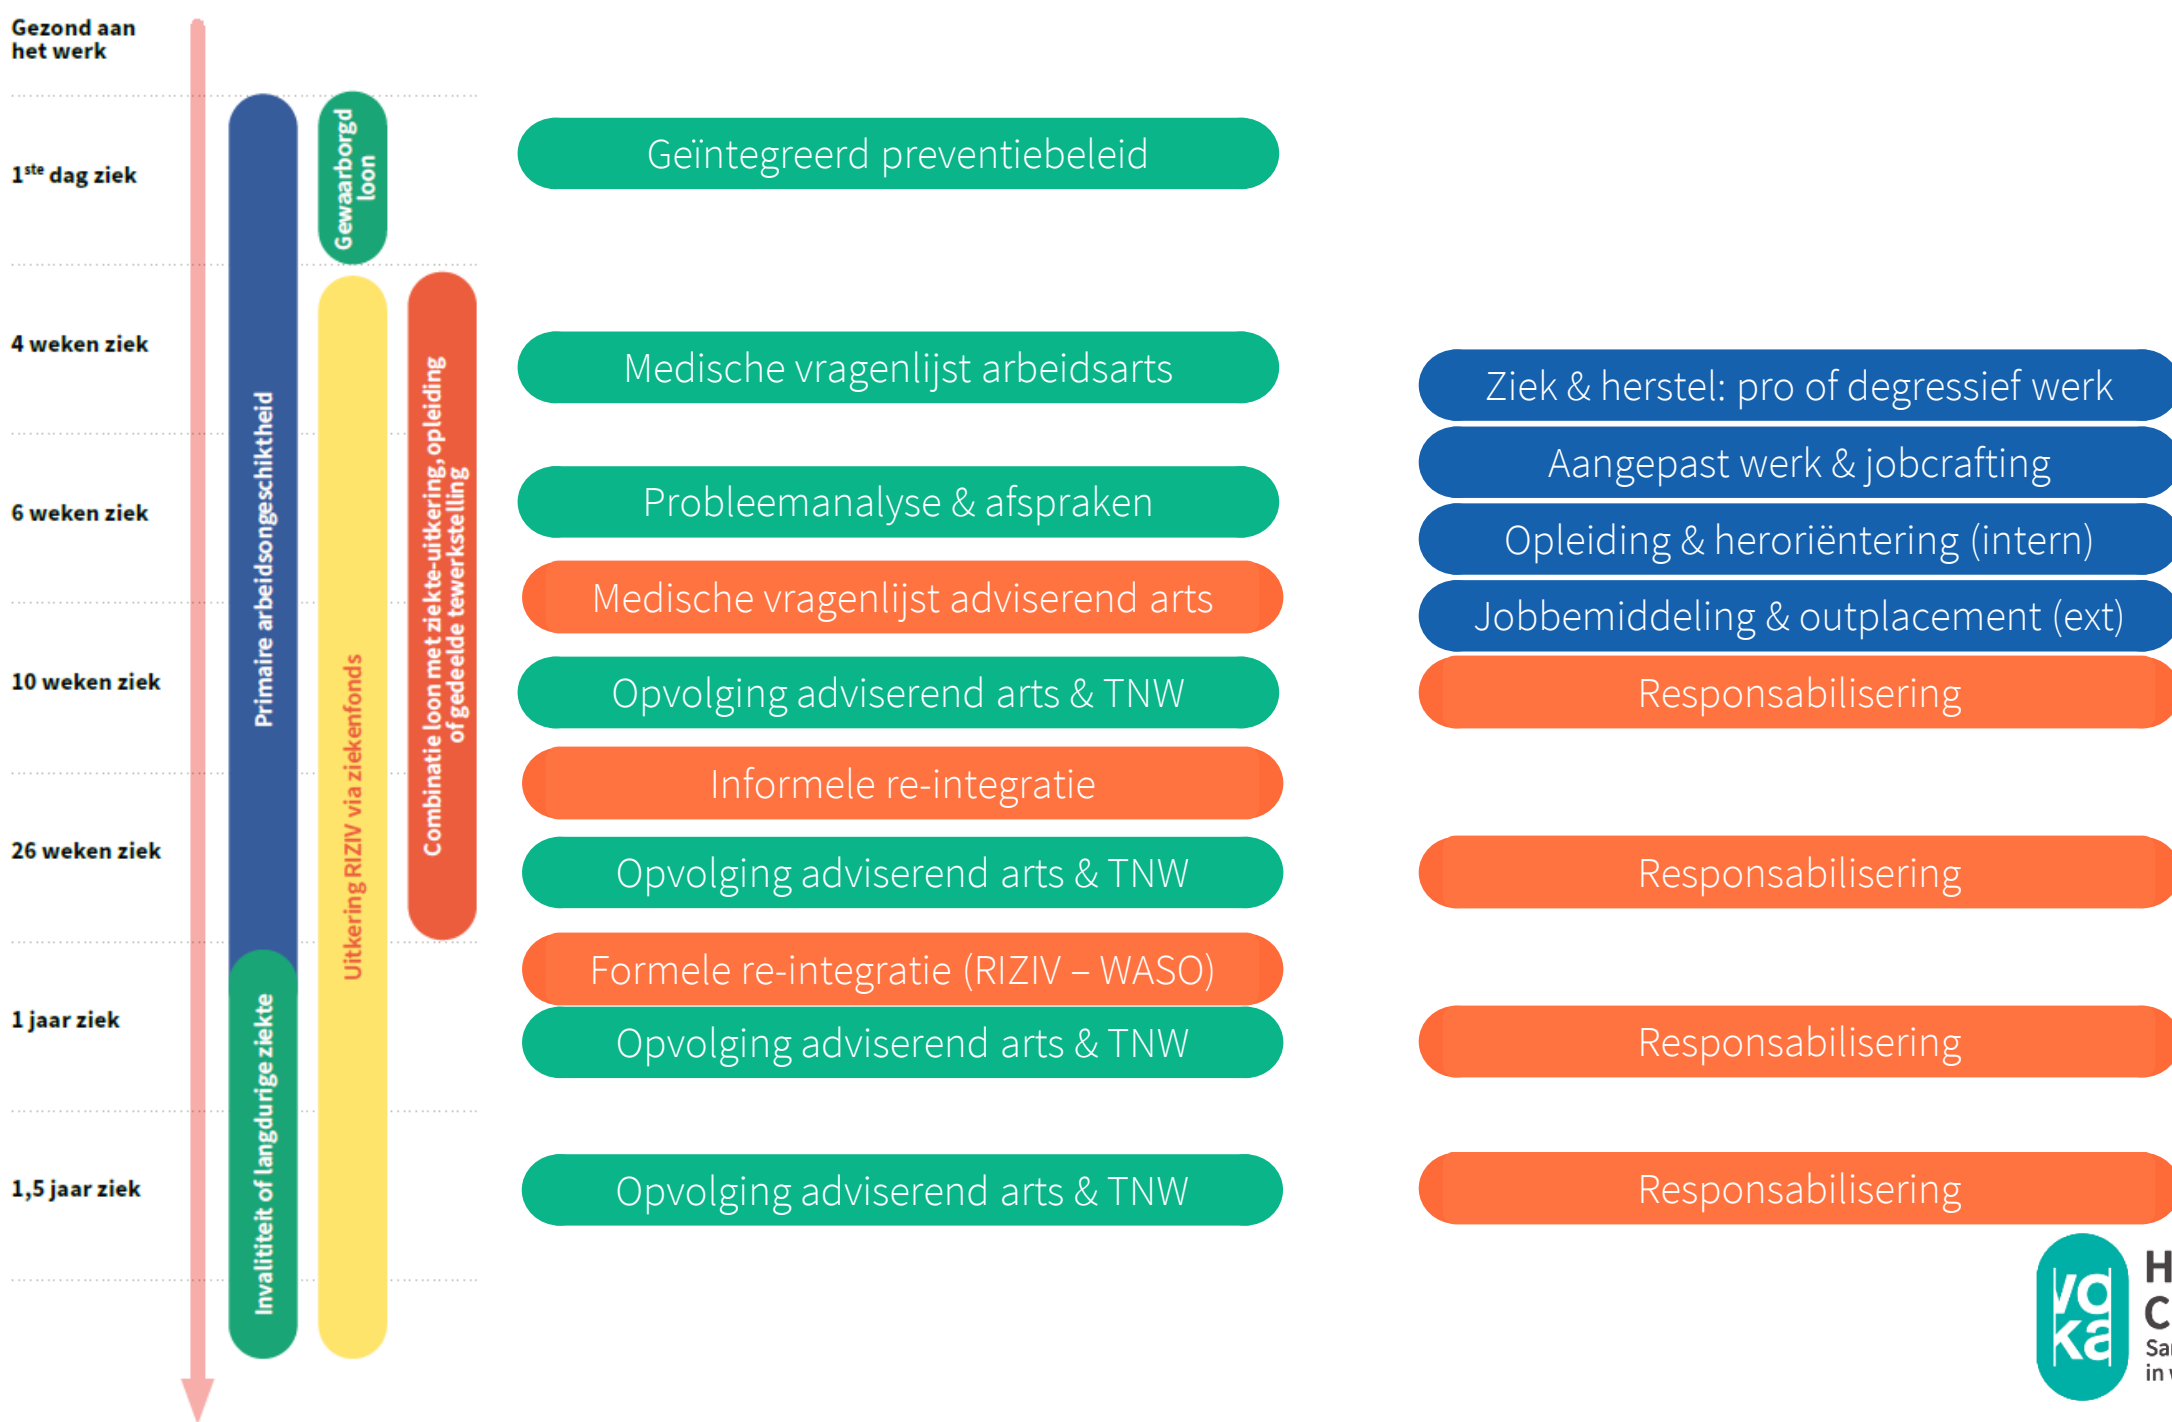 Gezond aan
het werk
1ste dag ziek
4 weken ziek
6 weken ziek
10 weken ziek
26 weken ziek
1 jaar ziek
1,5 jaar ziek
Primaire arbeidsongeschiktheid
Invalititeit of langdurige ziekte
Gewaarborgd
loon
Uitkering RIZIV via ziekenfonds
Combinatie loon met ziekte-uitkering, opleiding
of gedeelde tewerkstelling
Geïntegreerd preventiebeleid
Medische vragenlijst arbeidsarts
Probleemanalyse & afspraken
Medische vragenlijst adviserend arts
Opvolging adviserend arts & TNW
Informele re-integratie
Opvolging adviserend arts & TNW
Formele re-integratie (RIZIV – WASO)
Opvolging adviserend arts & TNW
Opvolging adviserend arts & TNW
Ziek & herstel: pro of degressief werk
Aangepast werk & jobcrafting
Opleiding & heroriëntering (intern)
Jobbemiddeling & outplacement (ext)
Responsabilisering
Responsabilisering
Responsabilisering
Responsabilisering
voka
in